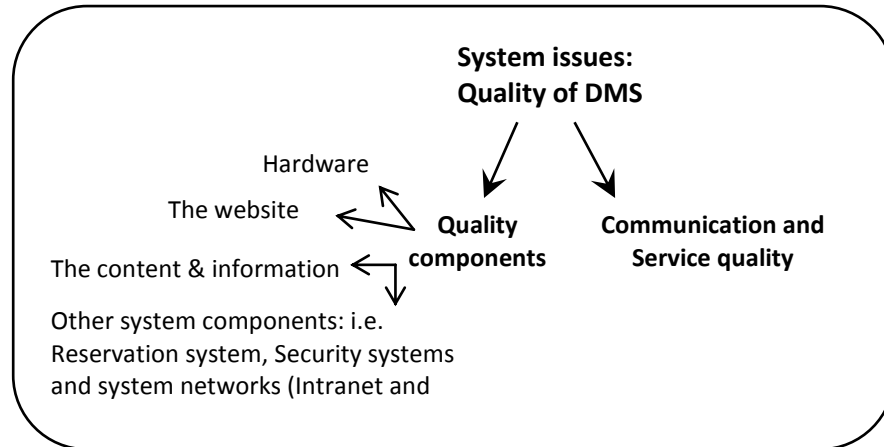 System issues:
Quality of DMS
Hardware
The website
Quality
components
Communication and
Service quality
The content & information
Other system components: i.e.
Reservation system, Security systems
and system networks (Intranet and